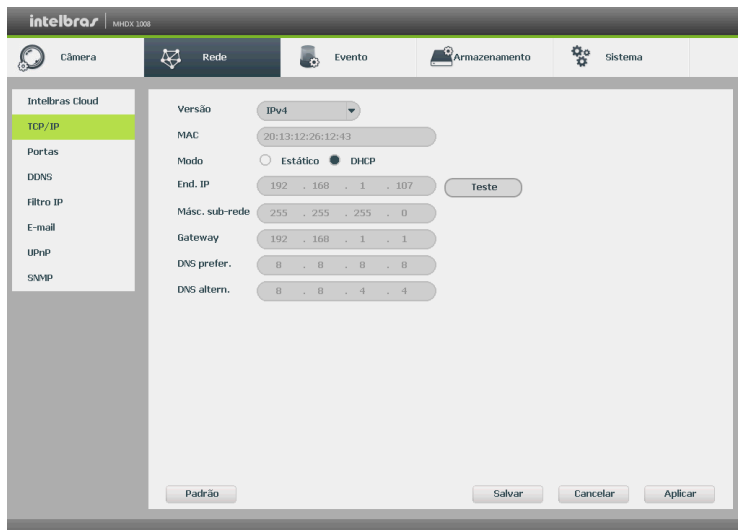 intelbras | MHDX 1008
Câmera Rede Evento Armazenamento Sistema
Intelbras Cloud
TCP/IP
Portas
DDNS
Filtro IP
E-mail
UPnP
SNMP
Versão IPv4
MAC 20:13:12:26:12:43
Modo Estático DHCP
End. IP 192 . 168 . 1 . 107 Teste
Másc. sub-rede 255 . 255 . 255 . 0
Gateway 192 . 168 . 1 . 1
DNS prefer. 8 . 8 . 8 . 8
DNS altern. 8 . 8 . 4 . 4
Padrão Salvar Cancelar Aplicar